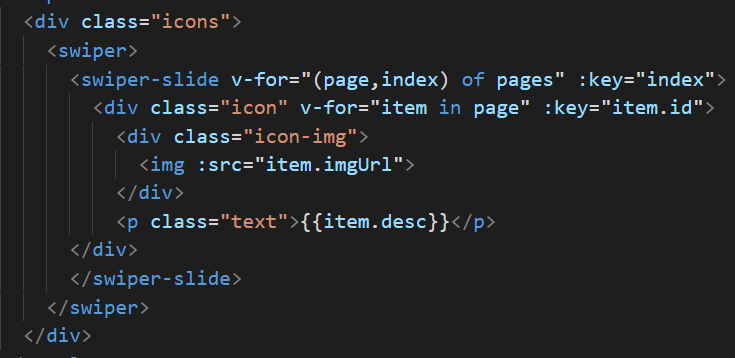 <div class="icons">
<swiper>
<swiper-slide v-for="(page,index) of pages" :key="index">
<div class="icon" v-for="item in page" :key="item.id">
<div class="icon-img">
<img :src="item.imgUrl">
</div>
<p class="text">{{item.desc}}</p>
</div>
</swiper-slide>
</swiper>
</div>